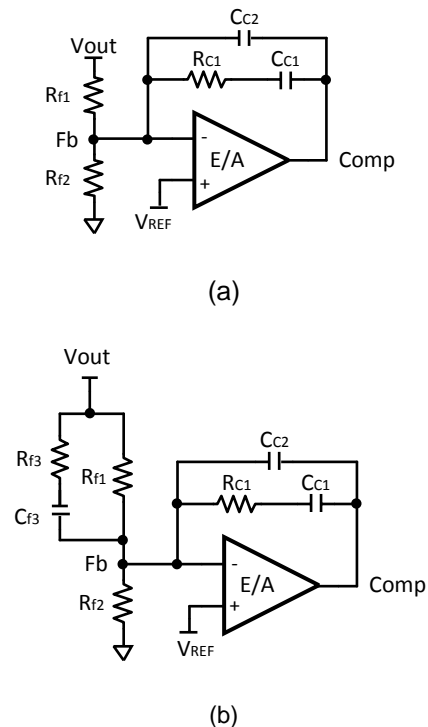 CC2
Vout
RC1
CC1
Rf1
Fb
-
E/A
Comp
Rf2
+
VREF
(a)
Vout
CC2
Rf3
Rf1
RC1
CC1
Cf3
Fb
-
E/A
Comp
Rf2
+
VREF
(b)